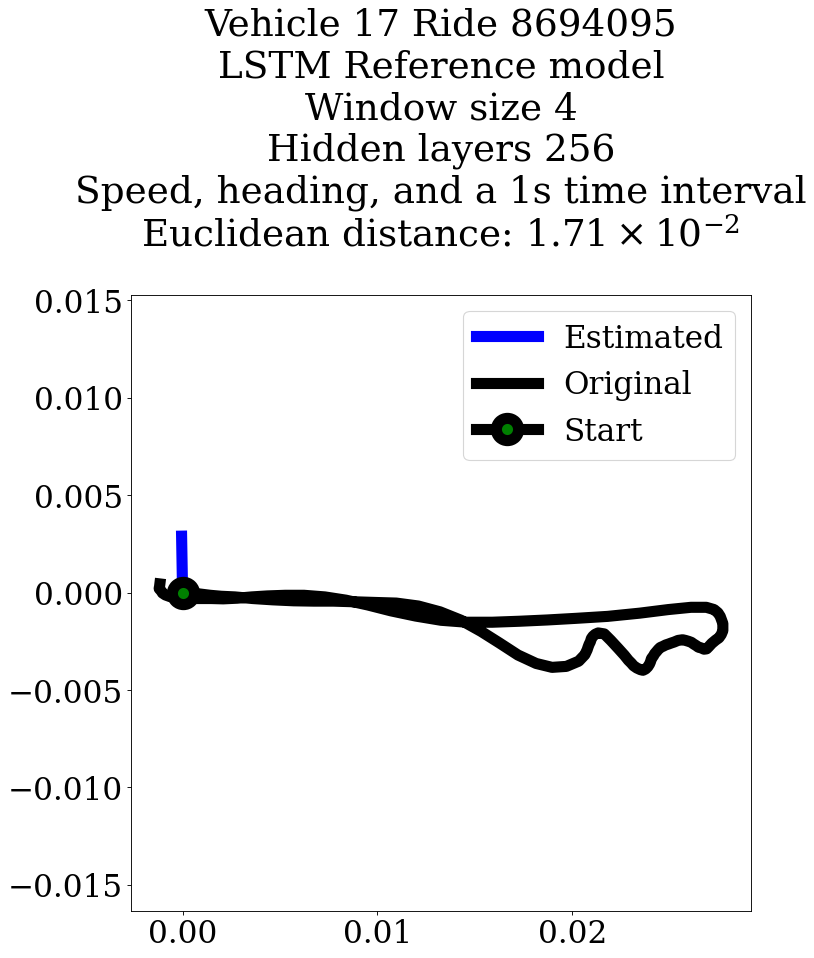 Vehicle 17 Ride 8694095
LSTM Reference model
Window size 4
Hidden layers 256
Speed, heading, and a 1s time interval
Euclidean distance: 1.71 × 10⁻²
0.015
Estimated
0.010
Original
Start
0.005
0.000
−0.005
−0.010
−0.015
0.00 0.01 0.02